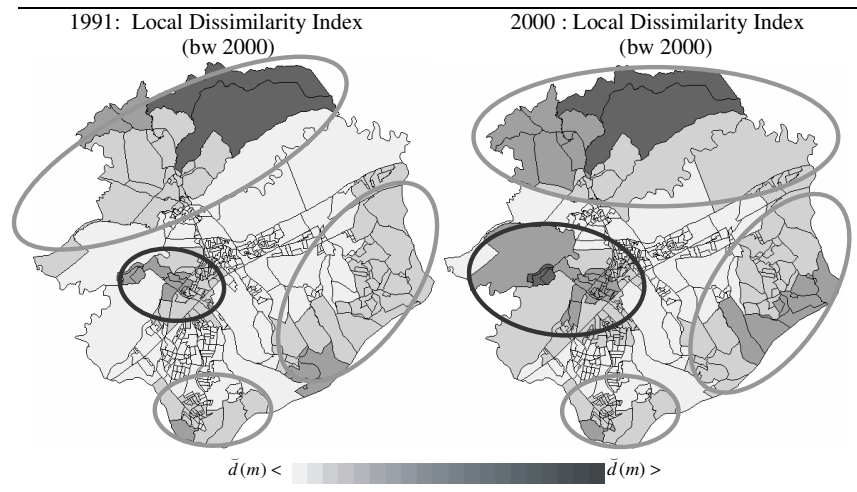 1991: Local Dissimilarity Index
(bw 2000)
2000 : Local Dissimilarity Index
(bw 2000)
d̆(m) <
d̆(m) >